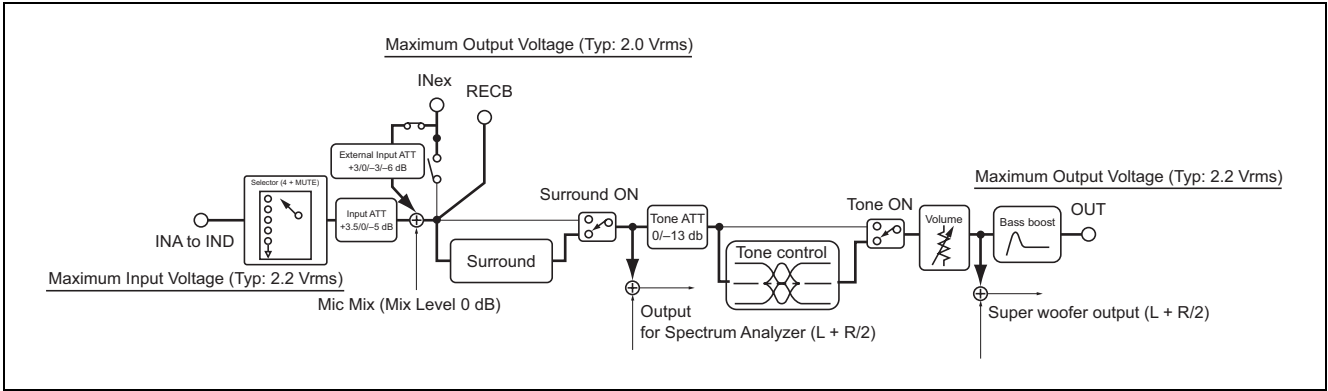 Maximum Output Voltage (Typ: 2.0 Vrms)
INex
RECB
External Input ATT
+3/0/–3/–6 dB
Selector (4 + MUTE)
Input ATT
+3.5/0/–5 dB
INA to IND
Maximum Input Voltage (Typ: 2.2 Vrms)
Mic Mix (Mix Level 0 dB)
Surround
Surround ON
Tone ATT
0/–13 db
Output
for Spectrum Analyzer (L + R/2)
Tone control
Tone ON
Volume
Maximum Output Voltage (Typ: 2.2 Vrms)
Bass boost
OUT
Super woofer output (L + R/2)